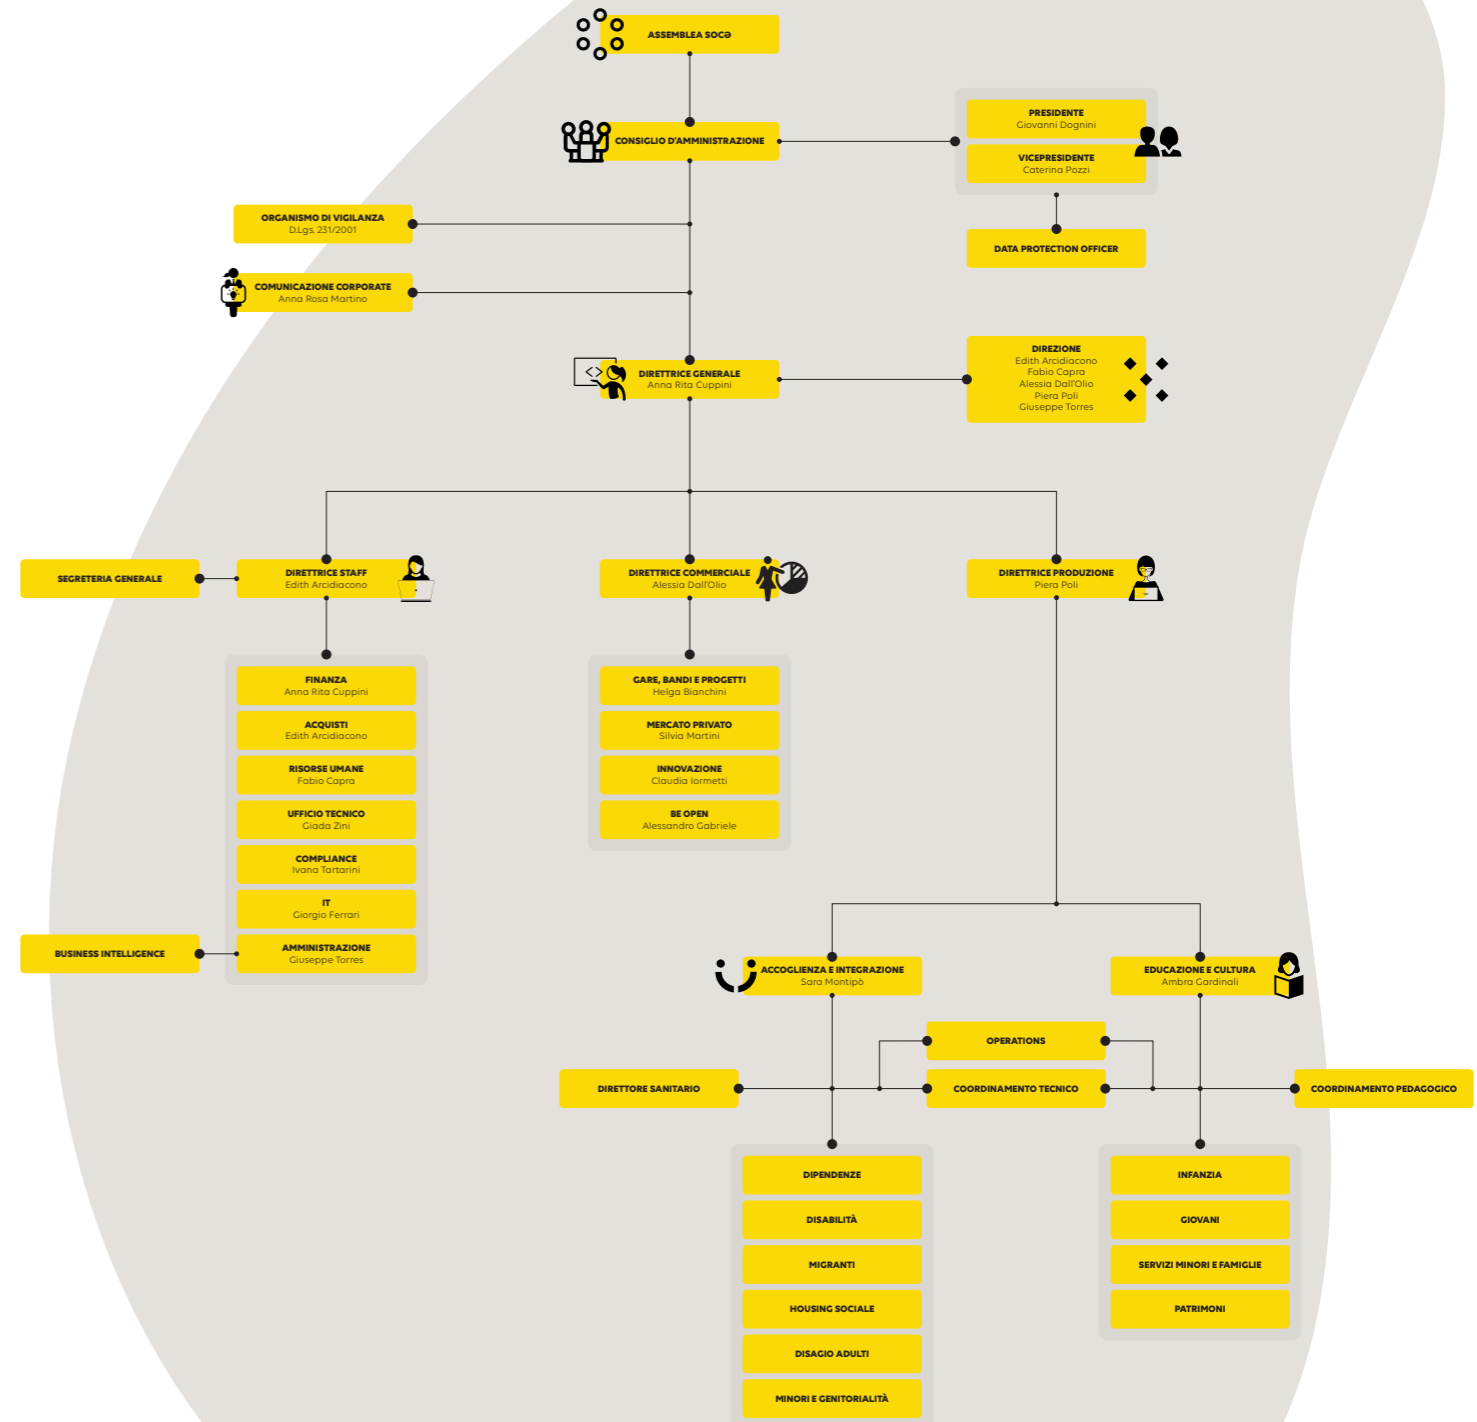 ASSEMBLEA SOCƏ
CONSIGLIO D'AMMINISTRAZIONE
PRESIDENTE
Giovanni Dognini
VICEPRESIDENTE
Caterina Pozzi
DATA PROTECTION OFFICER
ORGANISMO DI VIGILANZA
D.Lgs. 231/2001
COMUNICAZIONE CORPORATE
Anna Rosa Martino
DIRETTRICE GENERALE
Anna Rita Cuppini
DIREZIONE
Edith Arcidiacono
Fabio Capra
Alessia Dall'Olio
Piera Poli
Giuseppe Torres
SEGRETERIA GENERALE
DIRETTRICE STAFF
Edith Arcidiacono
DIRETTRICE COMMERCIALE
Alessia Dall'Olio
DIRETTRICE PRODUZIONE
Piera Poli
FINANZA
Anna Rita Cuppini
ACQUISTI
Edith Arcidiacono
RISORSE UMANE
Fabio Capra
UFFICIO TECNICO
Giada Zini
COMPLIANCE
Ivana Tartarini
IT
Giorgio Ferrari
AMMINISTRAZIONE
Giuseppe Torres
BUSINESS INTELLIGENCE
GARE, BANDI E PROGETTI
Helga Bianchini
MERCATO PRIVATO
Silvia Martini
INNOVAZIONE
Claudia Iormetti
BE OPEN
Alessandro Gabriele
ACCOGLIENZA E INTEGRAZIONE
Sara Montipò
EDUCAZIONE E CULTURA
Ambra Gardinali
OPERATIONS
DIRETTORE SANITARIO
COORDINAMENTO TECNICO
COORDINAMENTO PEDAGOGICO
DIPENDENZE
DISABILITÀ
MIGRANTI
HOUSING SOCIALE
DISAGIO ADULTI
MINORI E GENITORIALITÀ
INFANZIA
GIOVANI
SERVIZI MINORI E FAMIGLIE
PATRIMONI